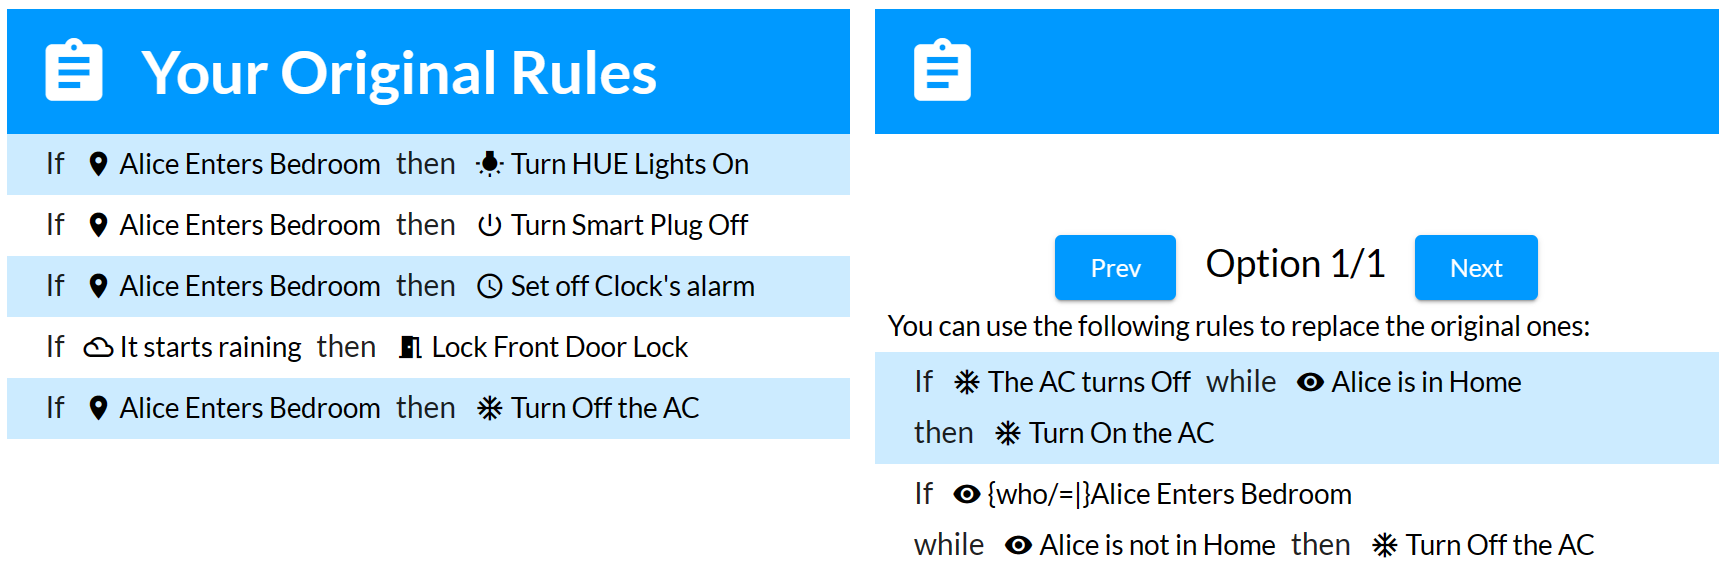 Your Original Rules
If Alice Enters Bedroom then Turn HUE Lights On
If Alice Enters Bedroom then Turn Smart Plug Off
If Alice Enters Bedroom then Set off Clock's alarm
If It starts raining then Lock Front Door Lock
If Alice Enters Bedroom then Turn Off the AC
Prev Option 1/1 Next
You can use the following rules to replace the original ones:
If The AC turns Off while Alice is in Home
then Turn On the AC
If {who/=|}Alice Enters Bedroom
while Alice is not in Home then Turn Off the AC